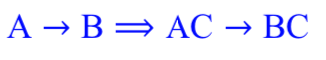 A → B ⟹ AC → BC